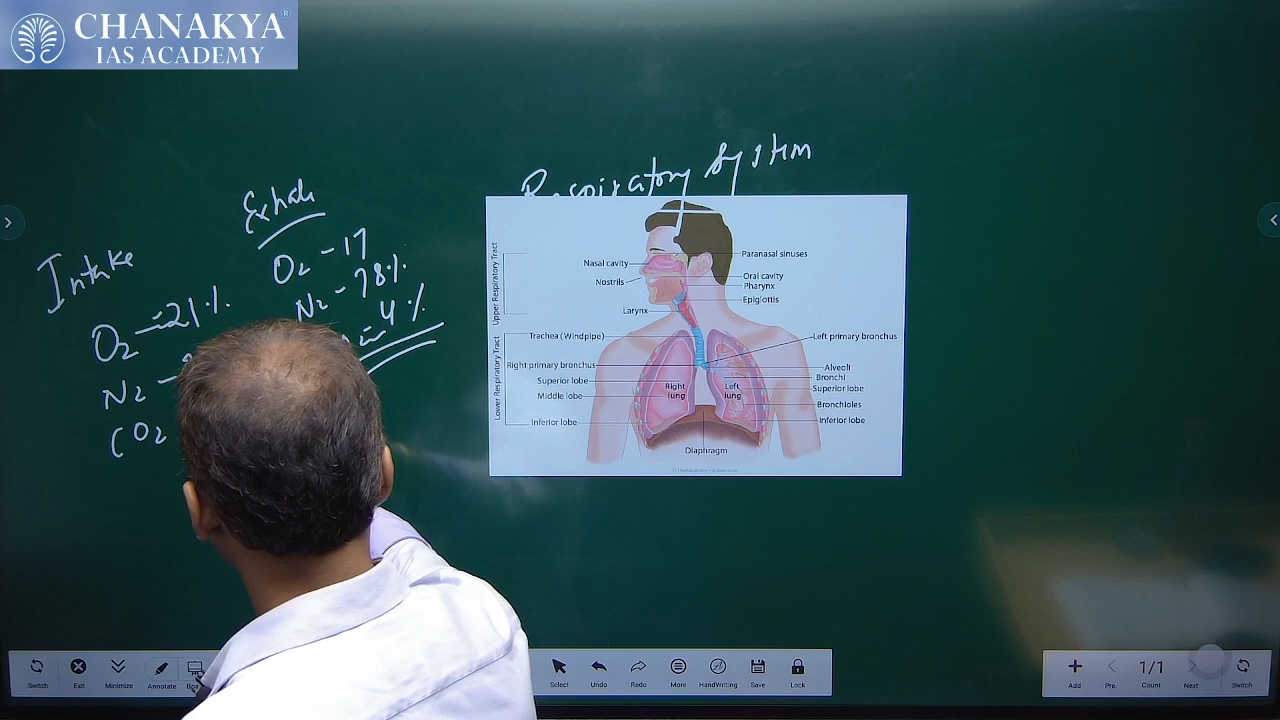 CHANAKYA®
IAS ACADEMY
Respiratory System
Exhale
O2 - 17
N2 - 78%
4%
Intake
O2 - 21%
N2 -
CO2
Upper Respiratory Tract
Lower Respiratory Tract
Nasal cavity
Nostrils
Larynx
Trachea (Windpipe)
Right primary bronchus
Superior lobe
Middle lobe
Inferior lobe
Right lung
Left lung
Diaphragm
Paranasal sinuses
Oral cavity
Pharynx
Epiglottis
Left primary bronchus
Alveoli
Bronchi
Superior lobe
Bronchioles
Inferior lobe
Switch
Exit
Minimize
Annotate
Select
Undo
Redo
More
HandWriting
Save
Lock
Add
Pre.
1/1
Count
Next
Switch